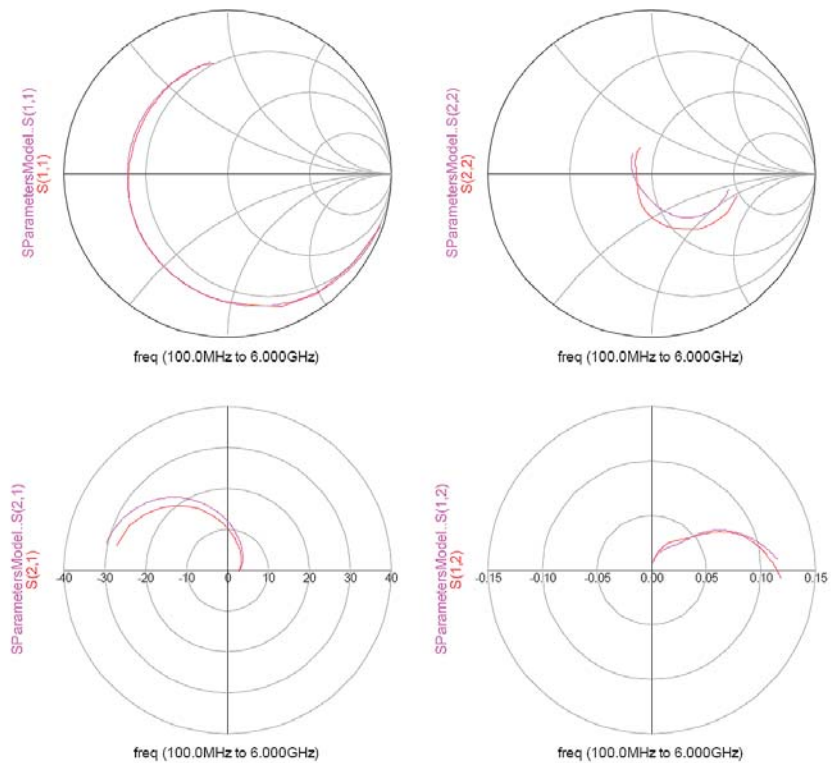 SParametersModel..S(1,1)
S(1,1)
freq (100.0MHz to 6.000GHz)
SParametersModel..S(2,2)
S(2,2)
freq (100.0MHz to 6.000GHz)
SParametersModel..S(2,1)
S(2,1)
-40 -30 -20 -10 0 10 20 30 40
freq (100.0MHz to 6.000GHz)
SParametersModel..S(1,2)
S(1,2)
-0.15 -0.10 -0.05 0.00 0.05 0.10 0.15
freq (100.0MHz to 6.000GHz)